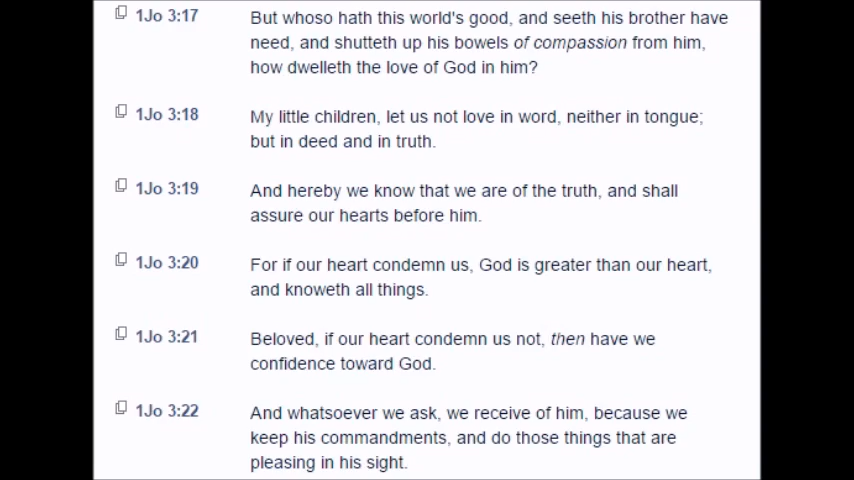 1Jo 3:17 But whoso hath this world's good, and seeth his brother have
need, and shutteth up his bowels of compassion from him,
how dwelleth the love of God in him?
1Jo 3:18 My little children, let us not love in word, neither in tongue;
but in deed and in truth.
1Jo 3:19 And hereby we know that we are of the truth, and shall
assure our hearts before him.
1Jo 3:20 For if our heart condemn us, God is greater than our heart,
and knoweth all things.
1Jo 3:21 Beloved, if our heart condemn us not, then have we
confidence toward God.
1Jo 3:22 And whatsoever we ask, we receive of him, because we
keep his commandments, and do those things that are
pleasing in his sight.